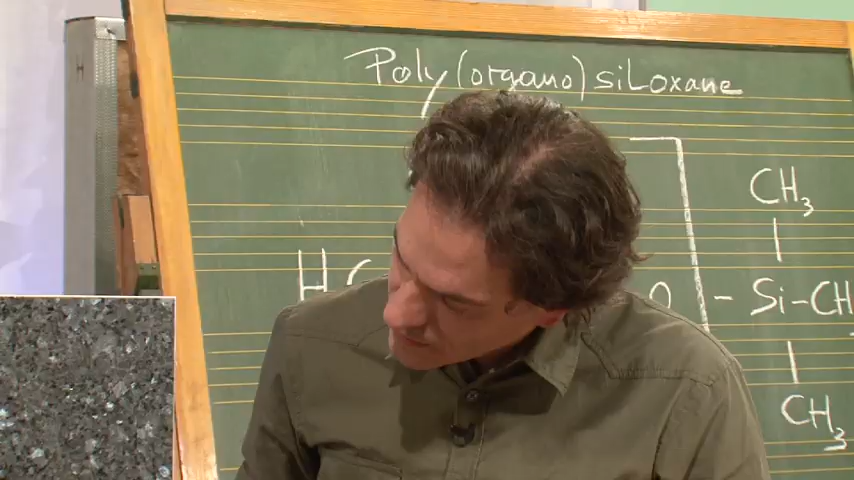 Poly(organo)siloxane
CH3
H C O - Si - CH
CH3